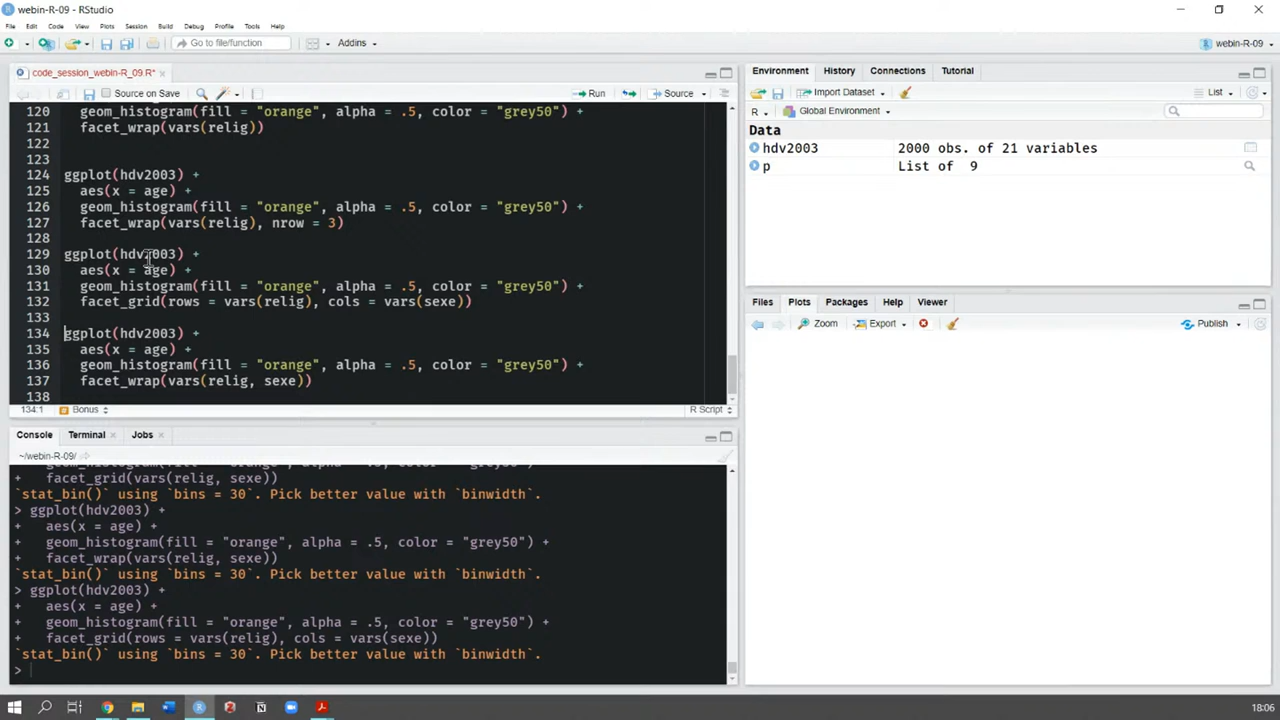 webin-R-09 - RStudio
File Edit Code View Plots Session Build Debug Profile Tools Help
Go to file/function Addins webin-R-09
code_session_webin-R_09.R*
Source on Save Run Source
120 geom_histogram(fill = "orange", alpha = .5, color = "grey50") +
121 facet_wrap(vars(relig))
122
123
124 ggplot(hdv2003) +
125 aes(x = age) +
126 geom_histogram(fill = "orange", alpha = .5, color = "grey50") +
127 facet_wrap(vars(relig), nrow = 3)
128
129 ggplot(hdv2003) +
130 aes(x = age) +
131 geom_histogram(fill = "orange", alpha = .5, color = "grey50") +
132 facet_grid(rows = vars(relig), cols = vars(sexe))
133
134 ggplot(hdv2003) +
135 aes(x = age) +
136 geom_histogram(fill = "orange", alpha = .5, color = "grey50") +
137 facet_wrap(vars(relig, sexe))
138
134:1 Bonus R Script
Console Terminal Jobs
~/webin-R-09/
+ geom_histogram(fill = "orange", alpha = .5, color = "grey50") +
+ facet_grid(vars(relig, sexe))
`stat_bin()` using `bins = 30`. Pick better value with `binwidth`.
> ggplot(hdv2003) +
+ aes(x = age) +
+ geom_histogram(fill = "orange", alpha = .5, color = "grey50") +
+ facet_wrap(vars(relig, sexe))
`stat_bin()` using `bins = 30`. Pick better value with `binwidth`.
> ggplot(hdv2003) +
+ aes(x = age) +
+ geom_histogram(fill = "orange", alpha = .5, color = "grey50") +
+ facet_grid(rows = vars(relig), cols = vars(sexe))
`stat_bin()` using `bins = 30`. Pick better value with `binwidth`.
>
Environment History Connections Tutorial
Import Dataset List
R Global Environment
Data
hdv2003 2000 obs. of 21 variables
p List of 9
Files Plots Packages Help Viewer
Zoom Export Publish
18:06